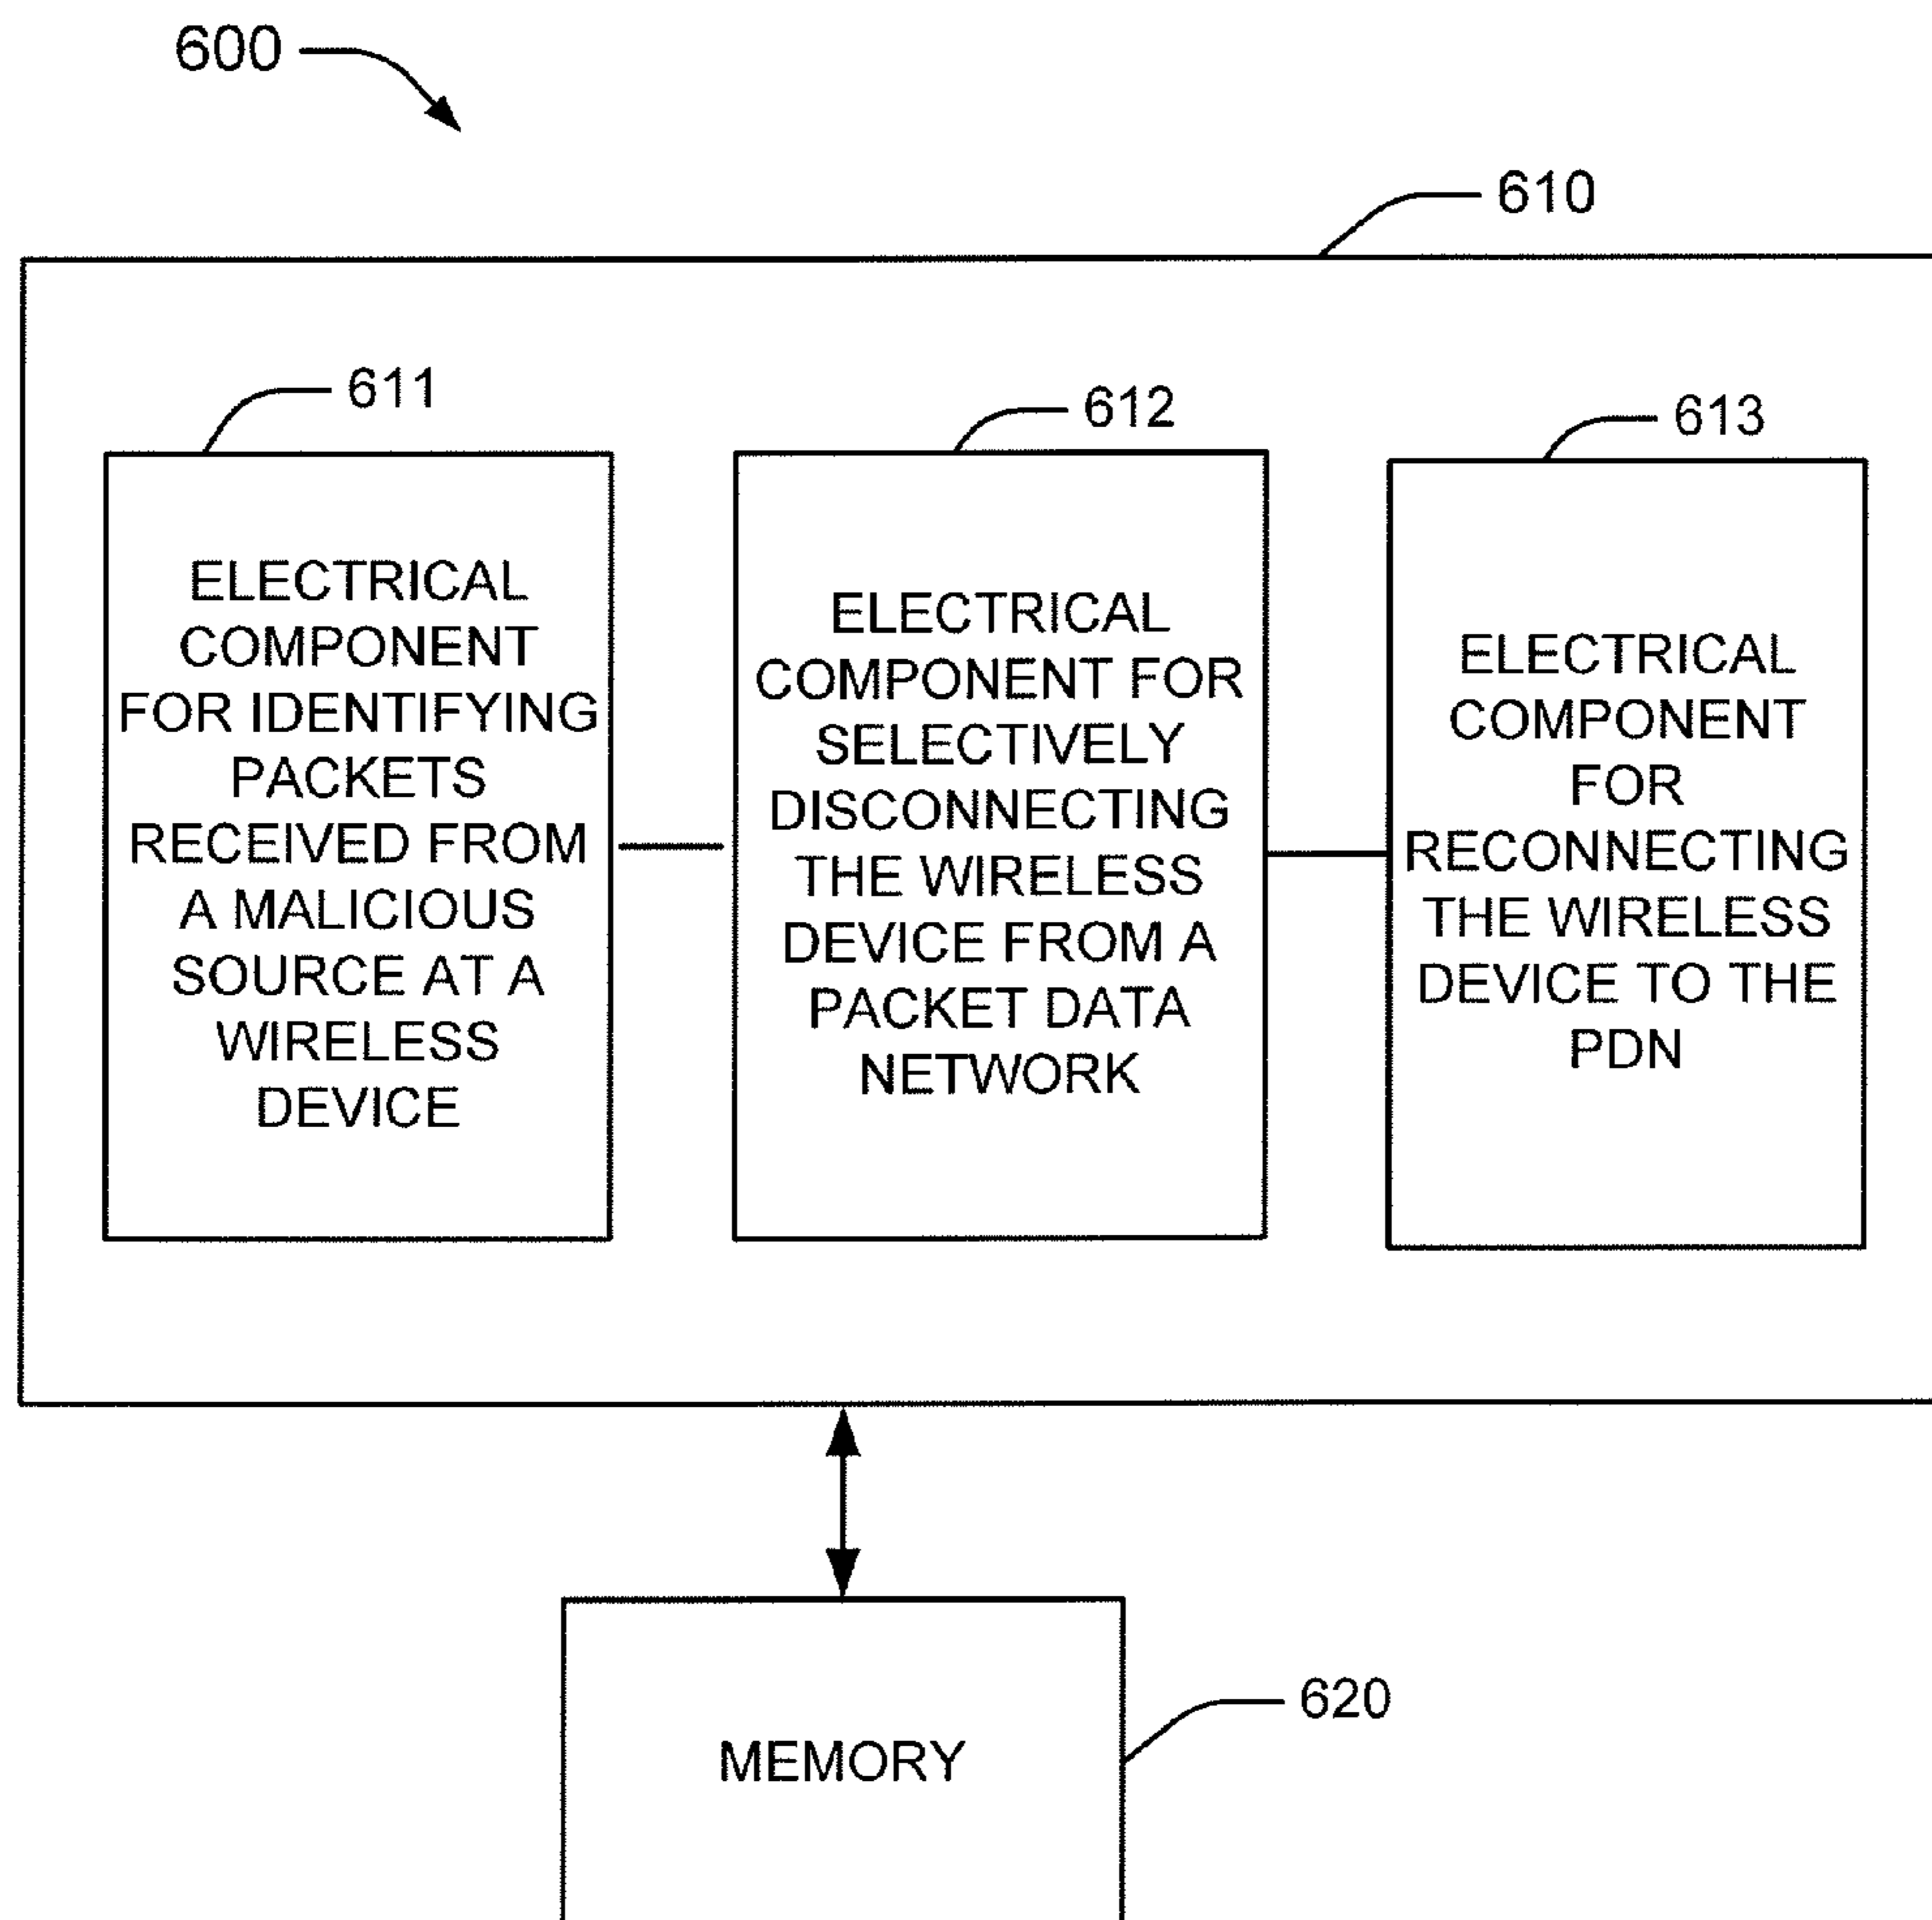 600
610
611
612
613
ELECTRICAL
COMPONENT
FOR IDENTIFYING
PACKETS
RECEIVED FROM
A MALICIOUS
SOURCE AT A
WIRELESS
DEVICE
ELECTRICAL
COMPONENT FOR
SELECTIVELY
DISCONNECTING
THE WIRELESS
DEVICE FROM A
PACKET DATA
NETWORK
ELECTRICAL
COMPONENT
FOR
RECONNECTING
THE WIRELESS
DEVICE TO THE
PDN
620
MEMORY